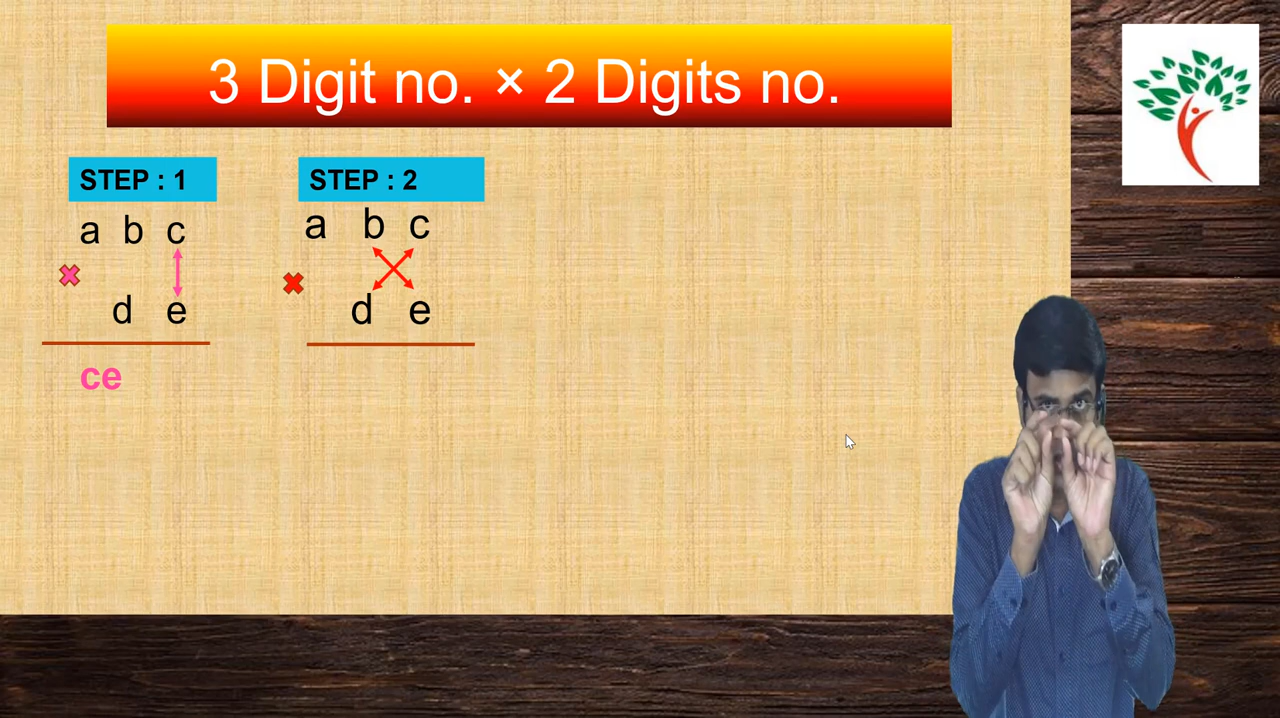 3 Digit no. × 2 Digits no.
STEP : 1
a b c
d e
ce
STEP : 2
a b c
d e